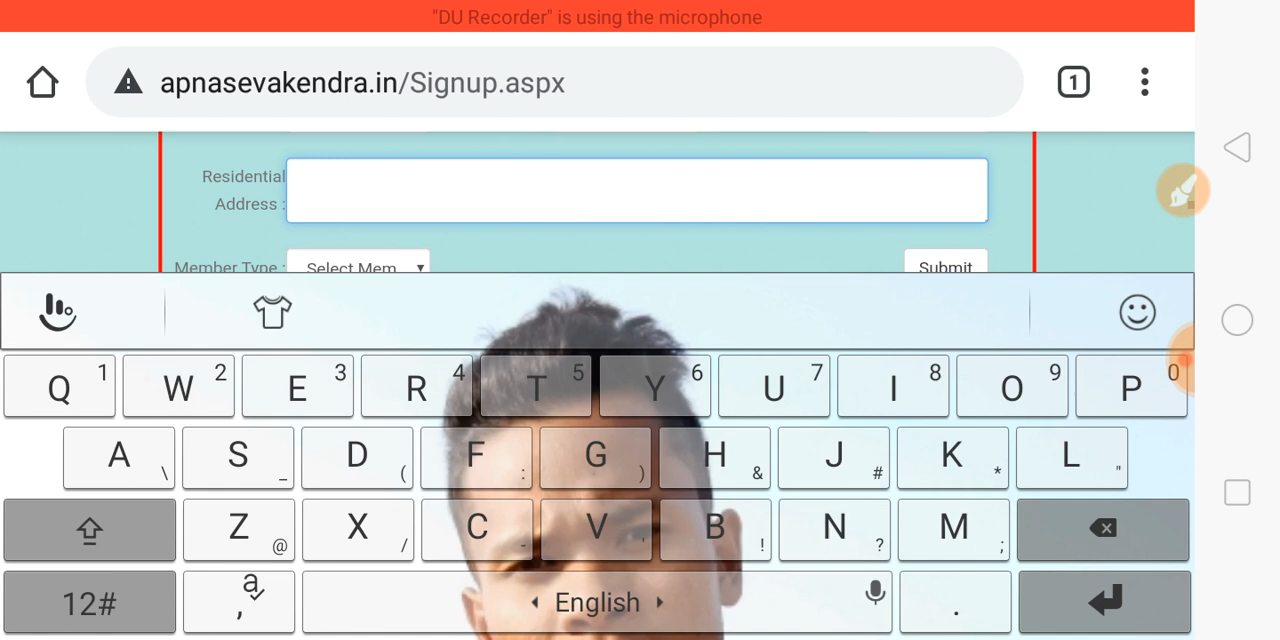 "DU Recorder" is using the microphone
apnasevakendra.in/Signup.aspx
1
Residential
Address :
Member Type :
Select Mem
Submit
Q 1 W 2 E 3 R 4 T 5 Y 6 U 7 I 8 O 9 P 0
A \ S _ D ( F : G ) H & J # K * L "
Z @ X / C - V ' B ! N ? M ;
12# a , English .